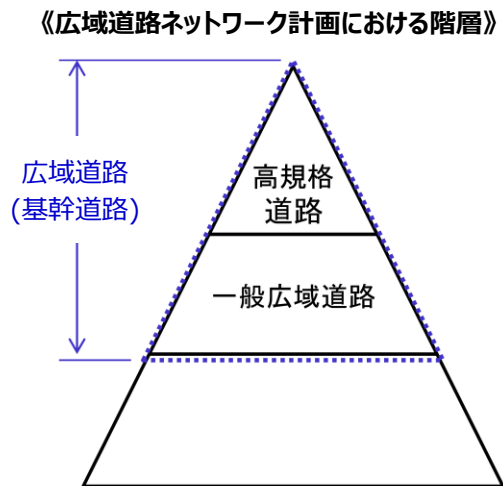 《広域道路ネットワーク計画における階層》
広域道路
(基幹道路)
高規格
道路
一般広域道路